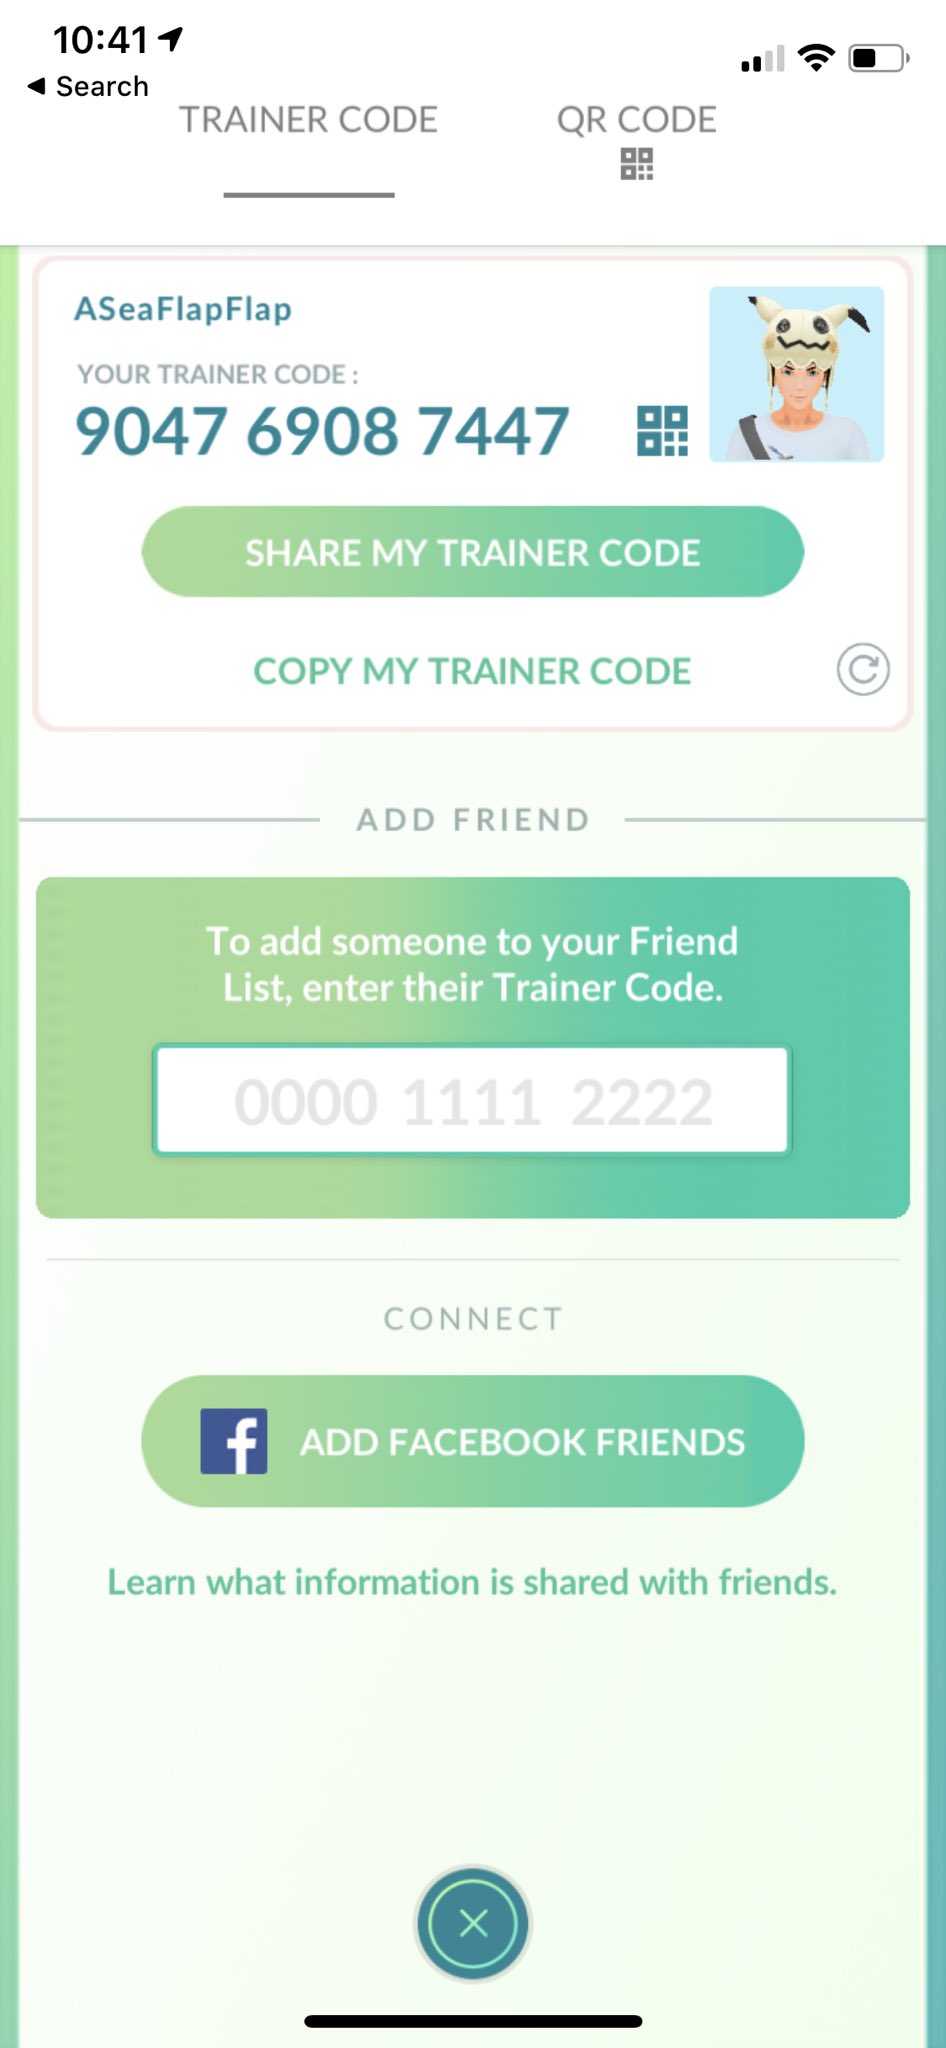 10:41
◀ Search
TRAINER CODE
QR CODE
ASeaFlapFlap
YOUR TRAINER CODE :
9047 6908 7447
SHARE MY TRAINER CODE
COPY MY TRAINER CODE
ADD FRIEND
To add someone to your Friend
List, enter their Trainer Code.
0000 1111 2222
CONNECT
f ADD FACEBOOK FRIENDS
Learn what information is shared with friends.